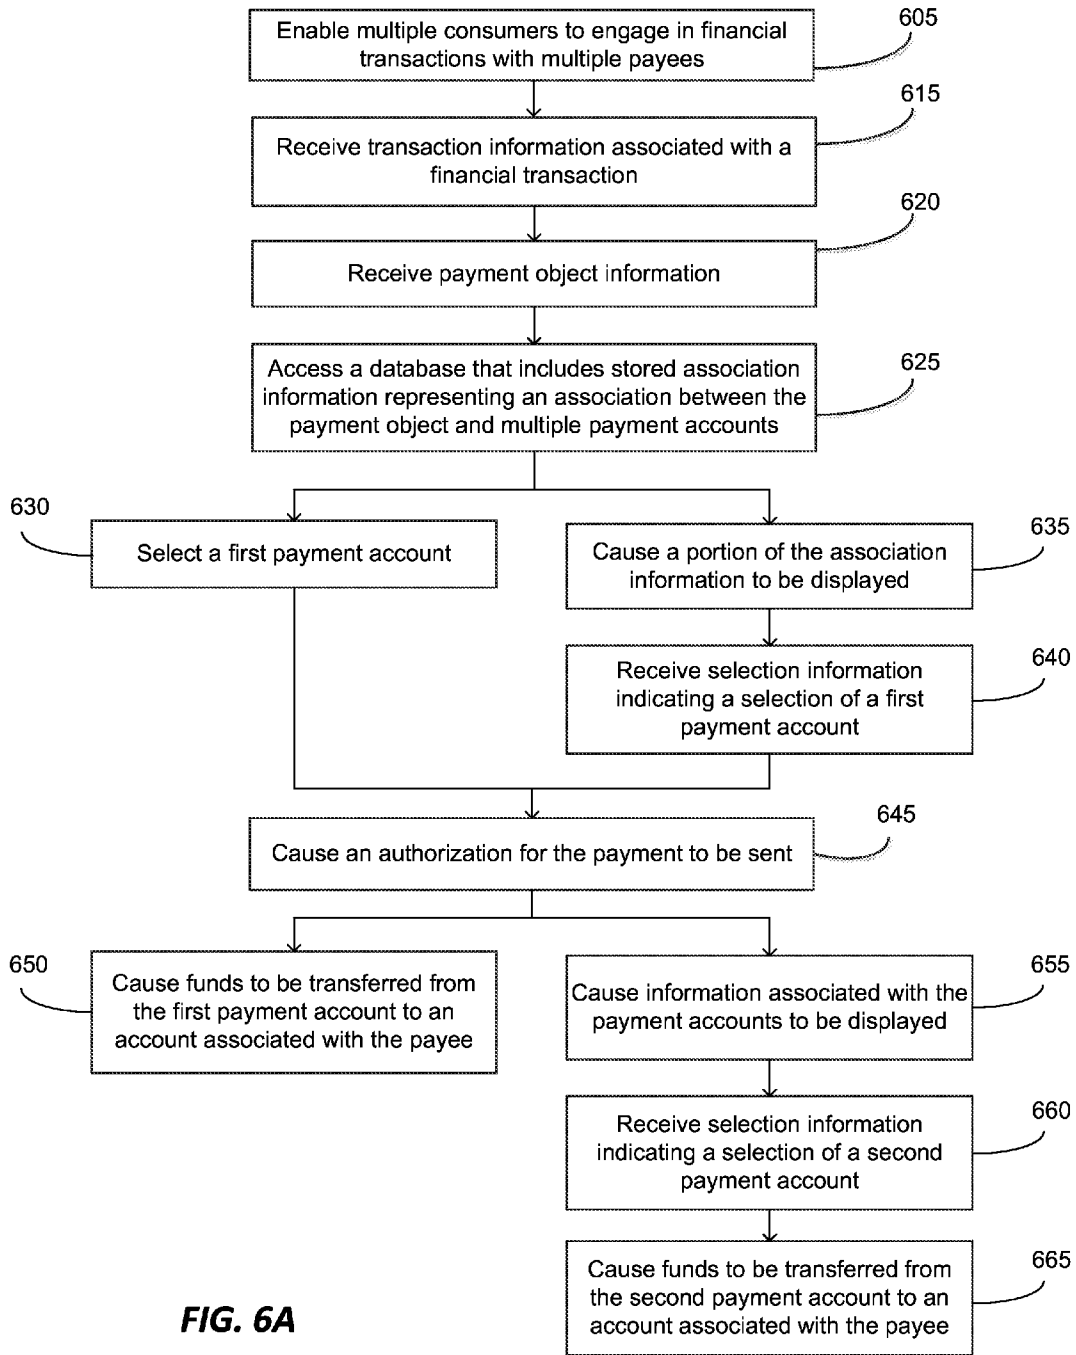 Enable multiple consumers to engage in financial
transactions with multiple payees
605
615
Receive transaction information associated with a
financial transaction
620
Receive payment object information
Access a database that includes stored association
information representing an association between the
payment object and multiple payment accounts
625
630
Select a first payment account
635
Cause a portion of the association
information to be displayed
Receive selection information
indicating a selection of a first
payment account
640
645
Cause an authorization for the payment to be sent
650
Cause funds to be transferred from
the first payment account to an
account associated with the payee
655
Cause information associated with the
payment accounts to be displayed
Receive selection information
indicating a selection of a second
payment account
660
Cause funds to be transferred from
the second payment account to an
account associated with the payee
665
FIG. 6A